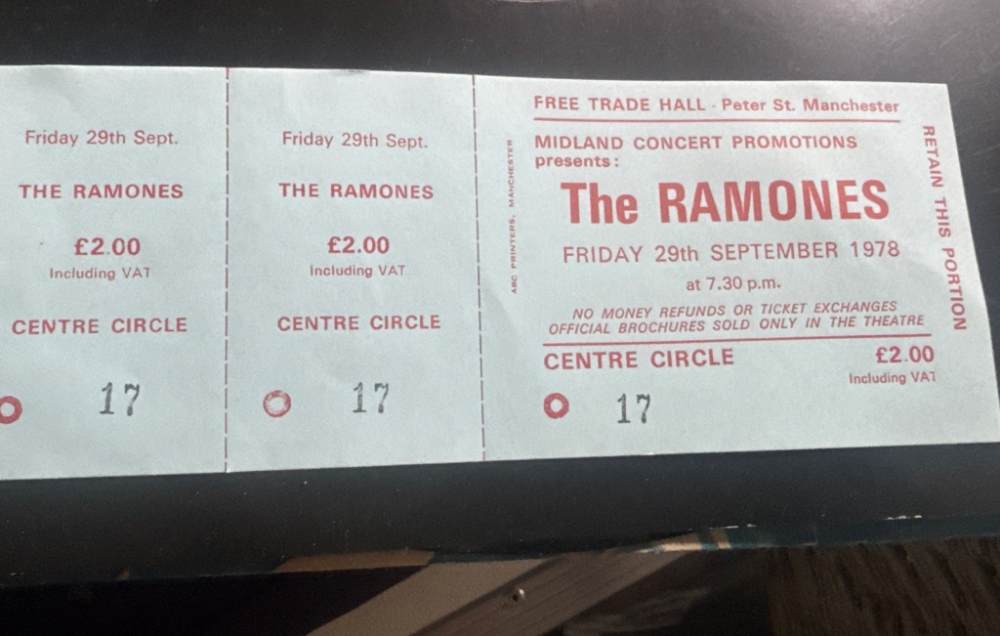 Friday 29th Sept.
THE RAMONES
£2.00
Including VAT
CENTRE CIRCLE
O 17
Friday 29th Sept.
THE RAMONES
£2.00
Including VAT
CENTRE CIRCLE
O 17
ABC PRINTERS, MANCHESTER
FREE TRADE HALL - Peter St. Manchester
MIDLAND CONCERT PROMOTIONS
presents :
The RAMONES
FRIDAY 29th SEPTEMBER 1978
at 7.30 p.m.
NO MONEY REFUNDS OR TICKET EXCHANGES
OFFICIAL BROCHURES SOLD ONLY IN THE THEATRE
CENTRE CIRCLE £2.00
Including VAT
O 17
RETAIN THIS PORTION